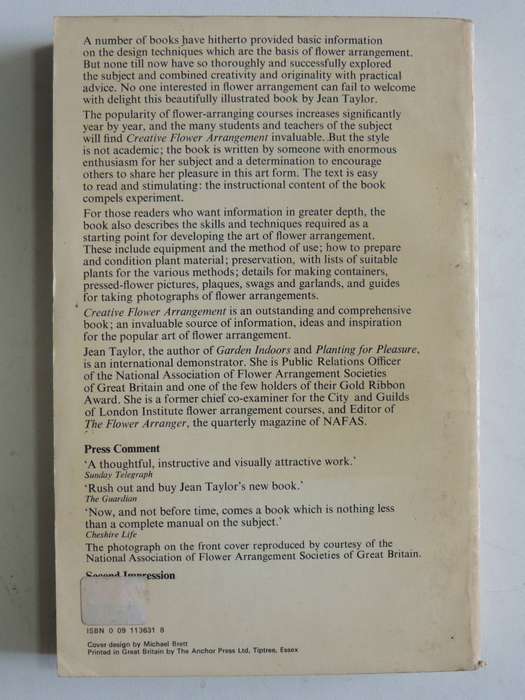 A number of books have hitherto provided basic information
on the design techniques which are the basis of flower arrangement.
But none till now have so thoroughly and successfully explored
the subject and combined creativity and originality with practical
advice. No one interested in flower arrangement can fail to welcome
with delight this beautifully illustrated book by Jean Taylor.
The popularity of flower-arranging courses increases significantly
year by year, and the many students and teachers of the subject
will find Creative Flower Arrangement invaluable. But the style
is not academic; the book is written by someone with enormous
enthusiasm for her subject and a determination to encourage
others to share her pleasure in this art form. The text is easy
to read and stimulating: the instructional content of the book
compels experiment.
For those readers who want information in greater depth, the
book also describes the skills and techniques required as a
starting point for developing the art of flower arrangement.
These include equipment and the method of use; how to prepare
and condition plant material; preservation, with lists of suitable
plants for the various methods; details for making containers,
pressed-flower pictures, plaques, swags and garlands, and guides
for taking photographs of flower arrangements.
Creative Flower Arrangement is an outstanding and comprehensive
book; an invaluable source of information, ideas and inspiration
for the popular art of flower arrangement.
Jean Taylor, the author of Garden Indoors and Planting for Pleasure,
is an international demonstrator. She is Public Relations Officer
of the National Association of Flower Arrangement Societies
of Great Britain and one of the few holders of their Gold Ribbon
Award. She is a former chief co-examiner for the City and Guilds
of London Institute flower arrangement courses, and Editor of
The Flower Arranger, the quarterly magazine of NAFAS.
Press Comment
'A thoughtful, instructive and visually attractive work.'
Sunday Telegraph
'Rush out and buy Jean Taylor's new book.'
The Guardian
'Now, and not before time, comes a book which is nothing less
than a complete manual on the subject.'
Cheshire Life
The photograph on the front cover reproduced by courtesy of the
National Association of Flower Arrangement Societies of Great Britain.
Second Impression
ISBN 0 09 113631 8
Cover design by Michael Brett
Printed in Great Britain by The Anchor Press Ltd, Tiptree, Essex